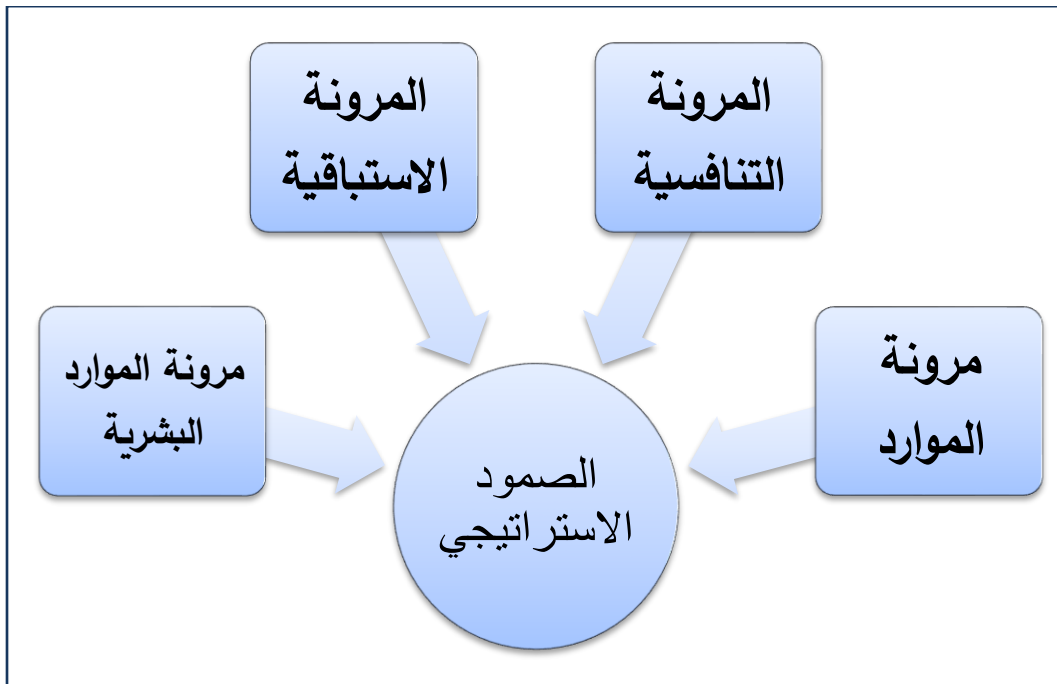 المرونة
التنافسية
المرونة
الاستباقية
مرونة
الموارد
مرونة الموارد
البشرية
الصمود
الاستراتيجي